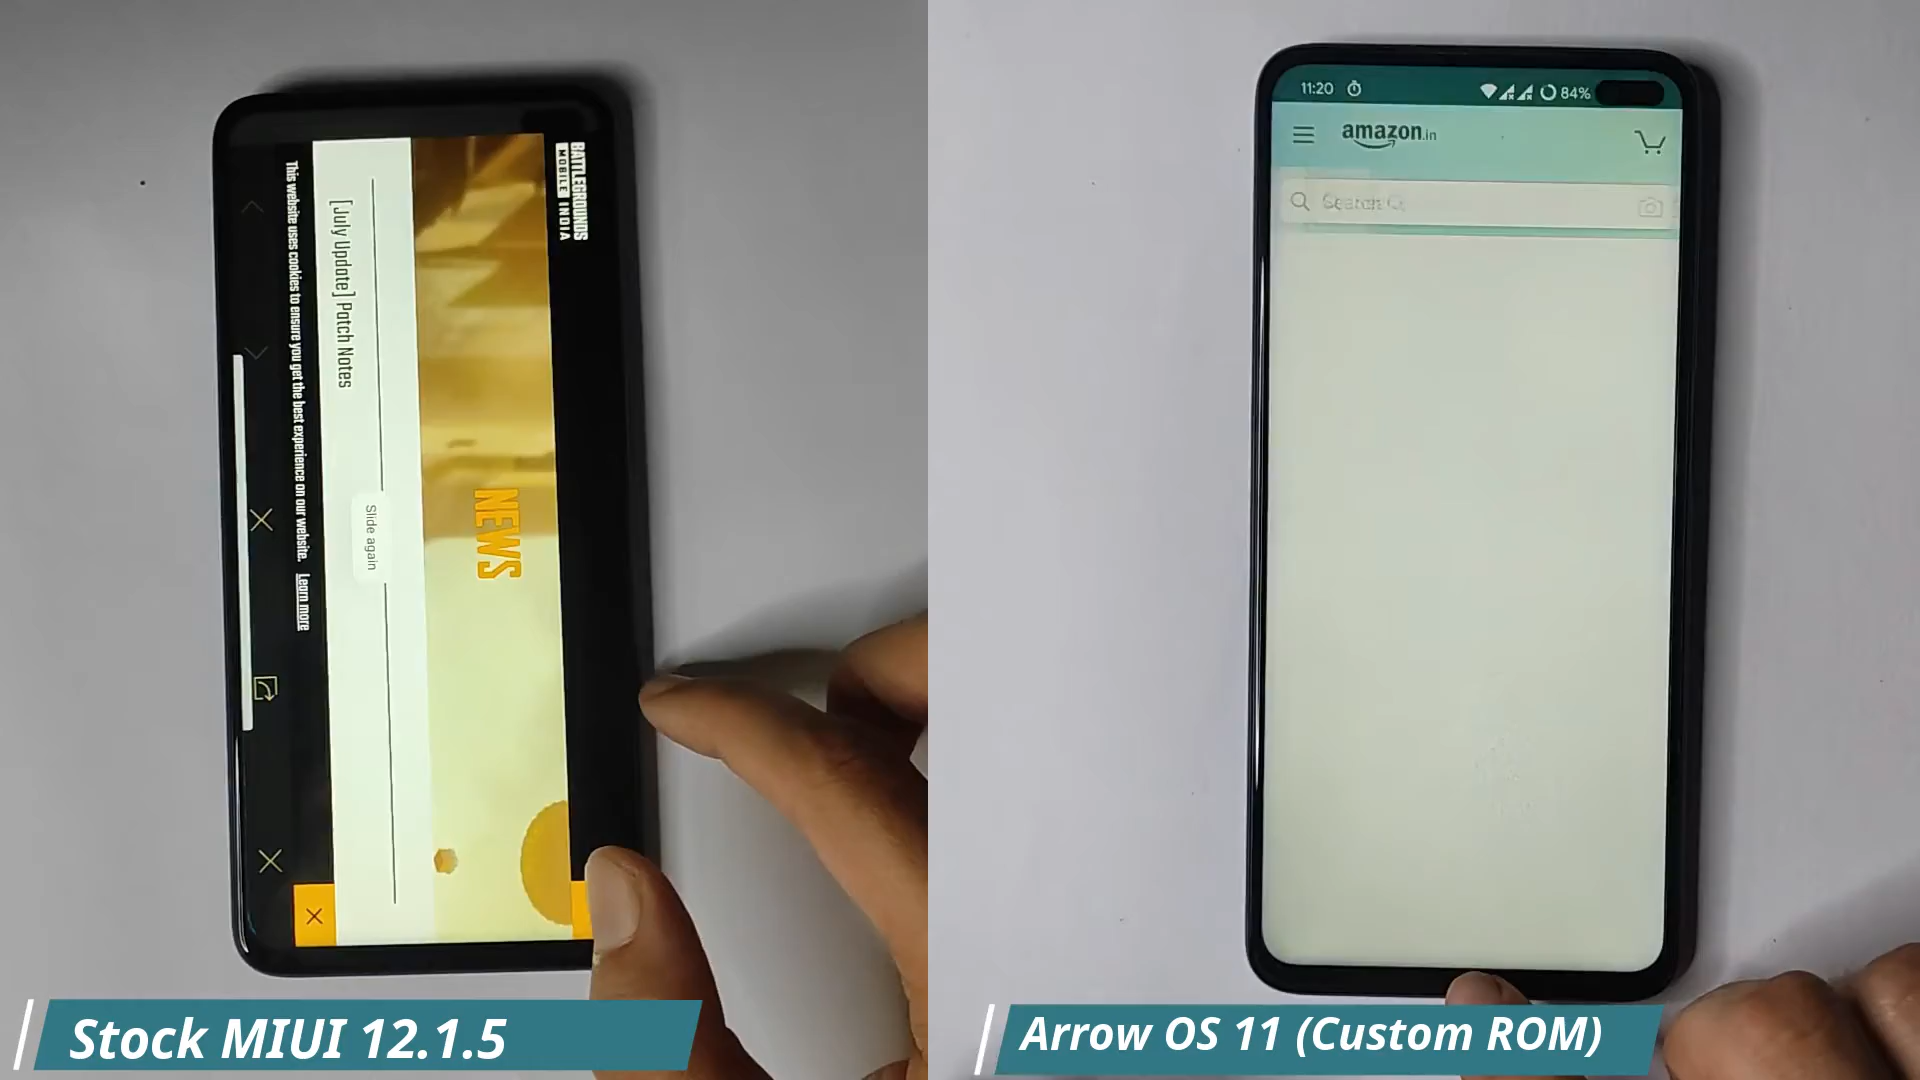 BATTLEGROUNDS
MOBILE INDIA
NEWS
Slide again
[July Update] Patch Notes
This website uses cookies to ensure you get the best experience on our website. Learn more
Stock MIUI 12.1.5
11:20
84%
amazon.in
Search
Arrow OS 11 (Custom ROM)